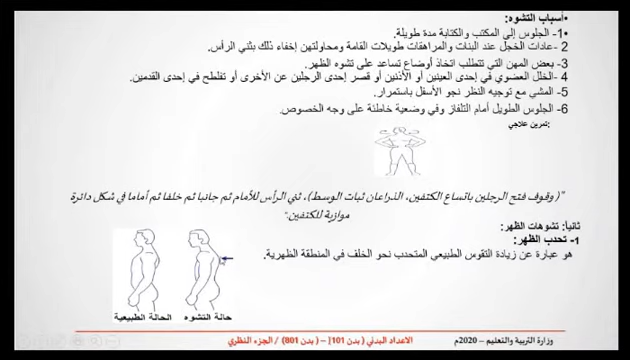 •أسباب التشوه:
•1- الجلوس إلى المكتب والكتابة مدة طويلة.
2 -عادات الخجل عند البنات والمراهقات طويلات القامة ومحاولتهن إخفاء ذلك بثني الرأس.
3- بعض المهن التي تتطلب اتخاذ أوضاع تساعد على تشوه الظهر.
4- الخلل العضوي في إحدى العينين أو الأذنين أو قصر إحدى الرجلين عن الأخرى أو تفلطح في إحدى القدمين.
5- المشي مع توجيه النظر نحو الأسفل باستمرار.
6- الجلوس الطويل أمام التلفاز وفي وضعية خاطئة على وجه الخصوص.
تمرين علاجي:
"( وقوف فتح الرجلين باتساع الكتفين، الذراعان ثبات الوسط)، ثني الرأس للأمام ثم جانبا ثم خلفا ثم أماما في شكل دائرة
موازية للكتفين."
ثانياً: تشوهات الظهر:
1- تحدب الظهر:
هو عبارة عن زيادة التقوس الطبيعي المتحدب نحو الخلف في المنطقة الظهرية.
حالة التشوه
الحالة الطبيعية
وزارة التربية والتعليم – 2020م
الاعداد البدني ( بدن 101) – ( بدن 801) / الجزء النظري